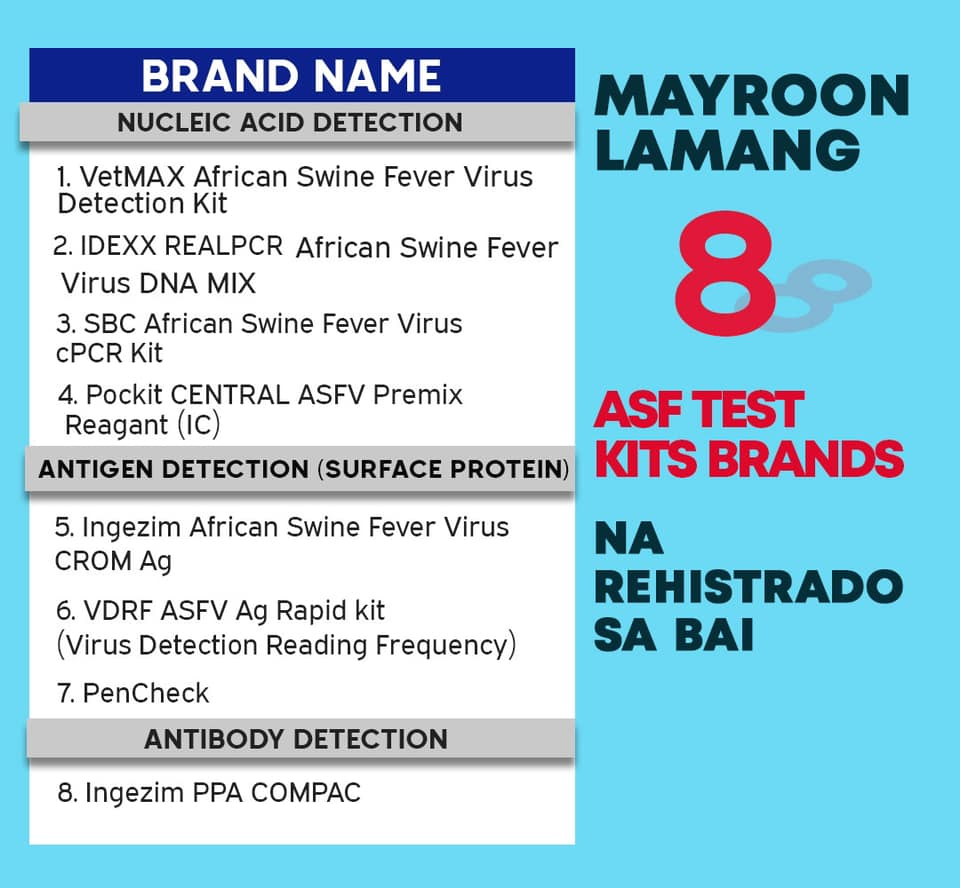 BRAND NAME
NUCLEIC ACID DETECTION
1. VetMAX African Swine Fever Virus
Detection Kit
2. IDEXX REALPCR African Swine Fever
Virus DNA MIX
3. SBC African Swine Fever Virus
cPCR Kit
4. Pockit CENTRAL ASFV Premix
Reagant (IC)
ANTIGEN DETECTION (SURFACE PROTEIN)
5. Ingezim African Swine Fever Virus
CROM Ag
6. VDRF ASFV Ag Rapid kit
(Virus Detection Reading Frequency)
7. PenCheck
ANTIBODY DETECTION
8. Ingezim PPA COMPAC
MAYROON
LAMANG
8
ASF TEST
KITS BRANDS
NA
REHISTRADO
SA BAI